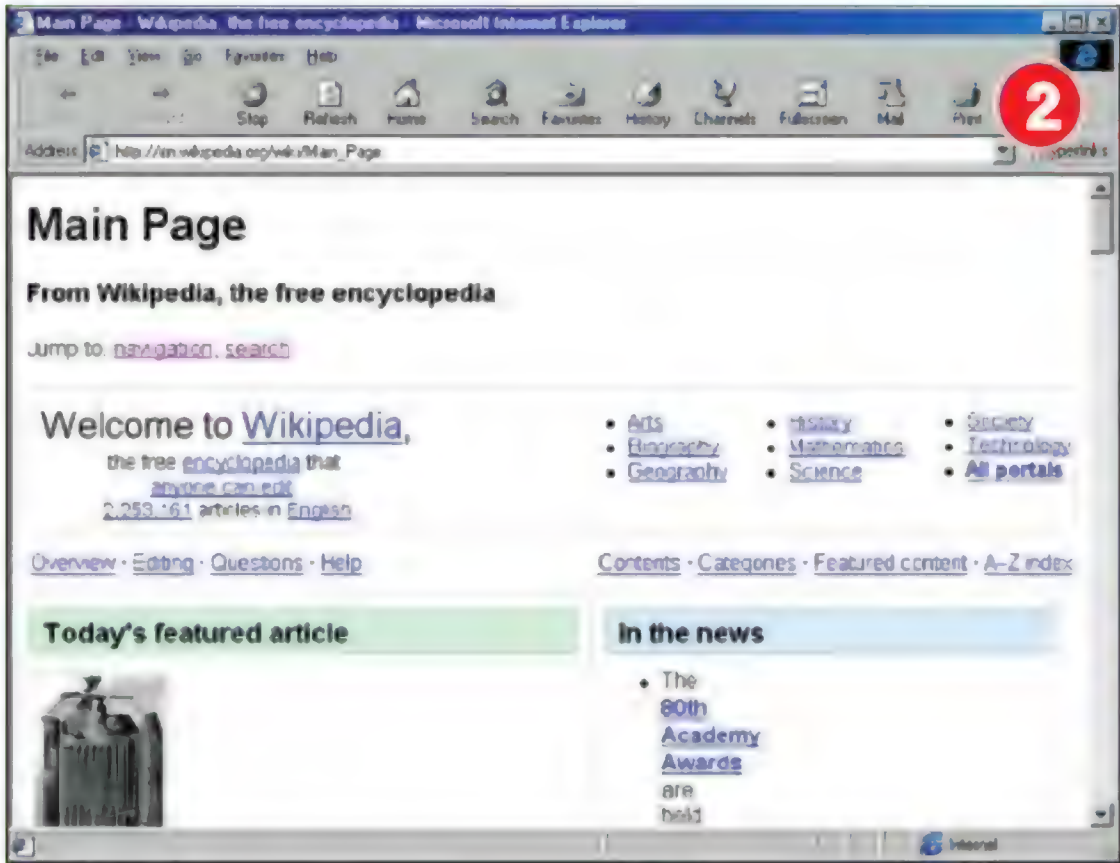 Main Page - Wikipedia, the free encyclopedia - Microsoft Internet Explorer
File Edit View Go Favorites Help
Stop Refresh Home Search Favorites History Channels Fullscreen Mail Print
2
Address http://en.wikipedia.org/wiki/Main_Page
Main Page
From Wikipedia, the free encyclopedia
Jump to: navigation, search
Welcome to Wikipedia,
the free encyclopedia that
anyone can edit
2,253,161 articles in English
• Arts
• Biography
• Geography
• History
• Mathematics
• Science
• Society
• Technology
• All portals
Overview · Editing · Questions · Help
Contents · Categories · Featured content · A–Z index
Today's featured article
In the news
• The
80th
Academy
Awards
are
held
Internet